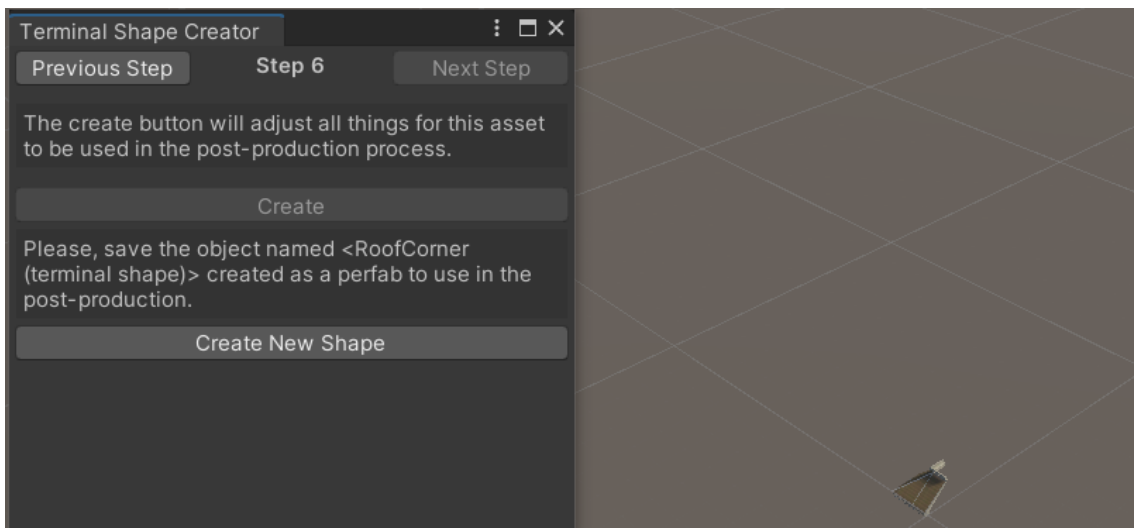 Terminal Shape Creator
Previous Step Step 6 Next Step
The create button will adjust all things for this asset
to be used in the post-production process.
Create
Please, save the object named <RoofCorner
(terminal shape)> created as a perfab to use in the
post-production.
Create New Shape